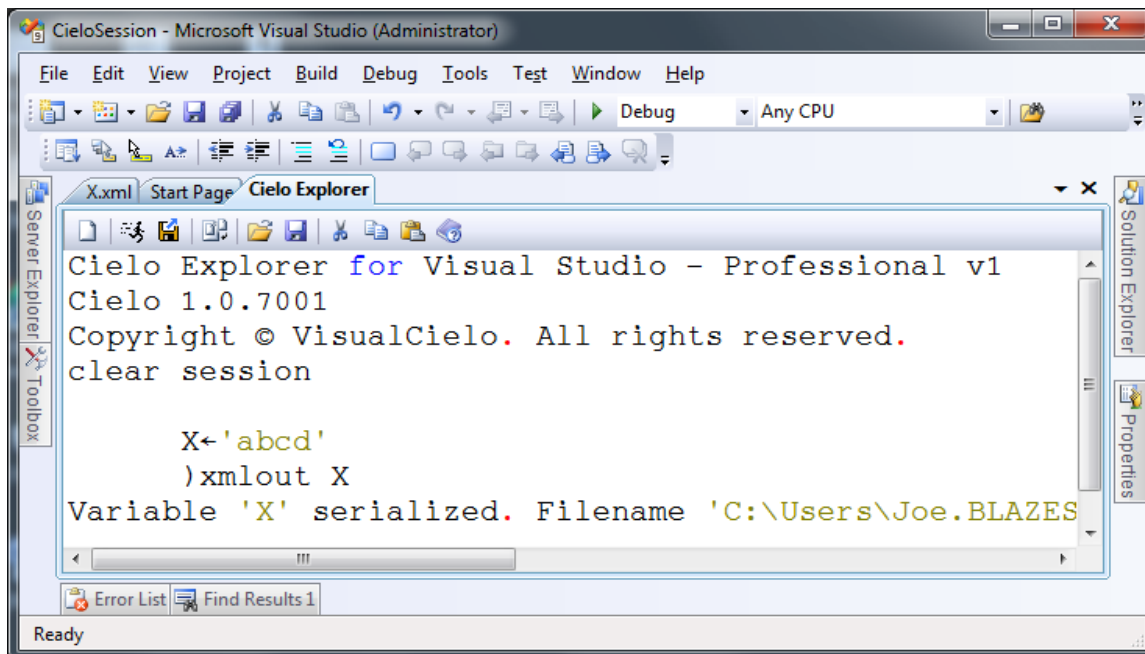 CieloSession - Microsoft Visual Studio (Administrator)
File Edit View Project Build Debug Tools Test Window Help
Debug Any CPU
X.xml Start Page Cielo Explorer
Server Explorer
Toolbox
Solution Explorer
Properties
Cielo Explorer for Visual Studio - Professional v1
Cielo 1.0.7001
Copyright © VisualCielo. All rights reserved.
clear session
X←'abcd'
)xmlout X
Variable 'X' serialized. Filename 'C:\Users\Joe.BLAZES
Error List Find Results 1
Ready